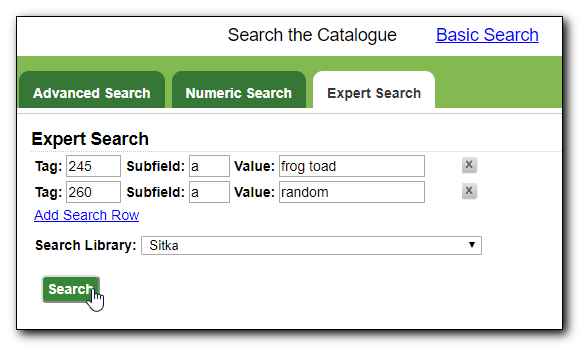 Search the Catalogue Basic Search
Advanced Search Numeric Search Expert Search
Expert Search
Tag: 245 Subfield: a Value: frog toad x
Tag: 260 Subfield: a Value: random x
Add Search Row
Search Library: Sitka
Search